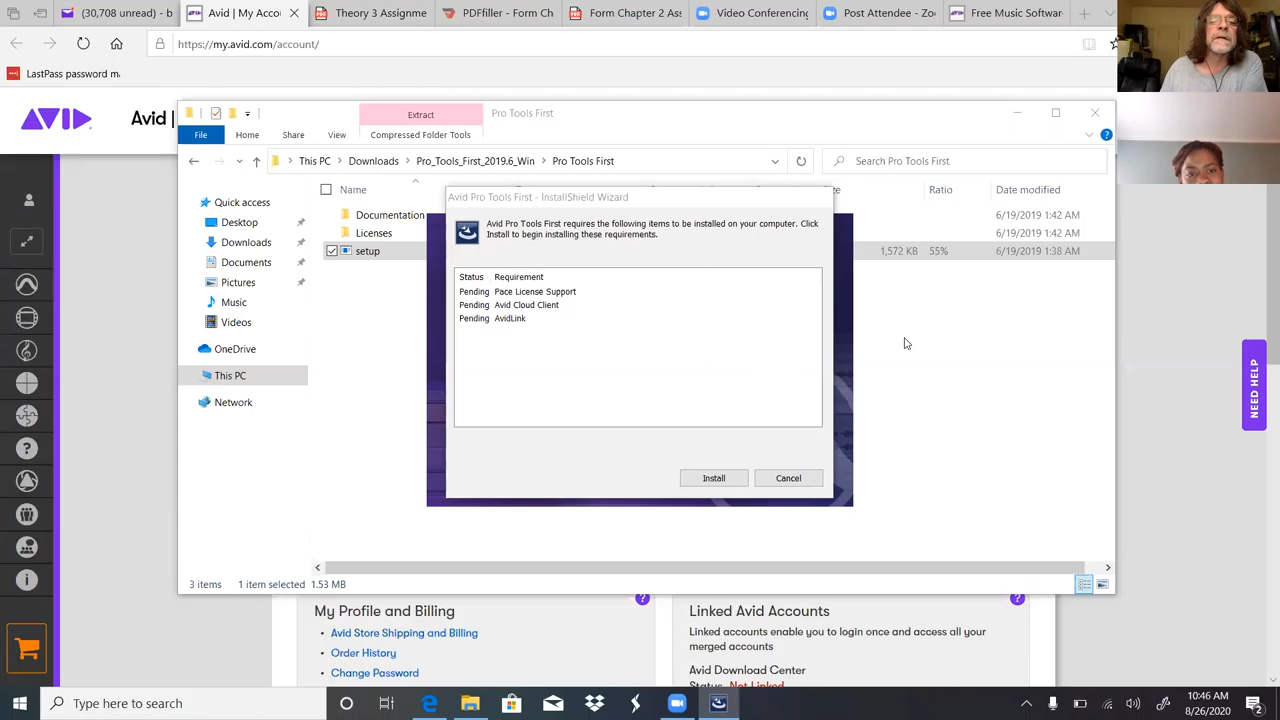 (30,708 unread) - b
Avid | My Accoun
Theory 3 Assignme
PDFfiller - Form Ch
Form Chapter 2 Ass
Video Conferencing
Post Attendee - Zo
Free Music Softwar
https://my.avid.com/account/
LastPass password ma
AVID
Avid |
Extract
Pro Tools First
File
Home
Share
View
Compressed Folder Tools
This PC
Downloads
Pro_Tools_First_2019.6_Win
Pro Tools First
Search Pro Tools First
Name
Ratio
Date modified
Quick access
Desktop
Downloads
Documents
Pictures
Music
Videos
OneDrive
This PC
Network
Documentation
6/19/2019 1:42 AM
Licenses
6/19/2019 1:42 AM
setup
1,572 KB
55%
6/19/2019 1:38 AM
Avid Pro Tools First - InstallShield Wizard
Avid Pro Tools First requires the following items to be installed on your computer. Click
Install to begin installing these requirements.
Status Requirement
Pending Pace License Support
Pending Avid Cloud Client
Pending AvidLink
Install
Cancel
NEED HELP
3 items
1 item selected 1.53 MB
My Profile and Billing
• Avid Store Shipping and Billing
• Order History
• Change Password
Linked Avid Accounts
Linked accounts enable you to login once and access all your
merged accounts
Avid Download Center
Status - Not Linked
Type here to search
10:46 AM
8/26/2020
2